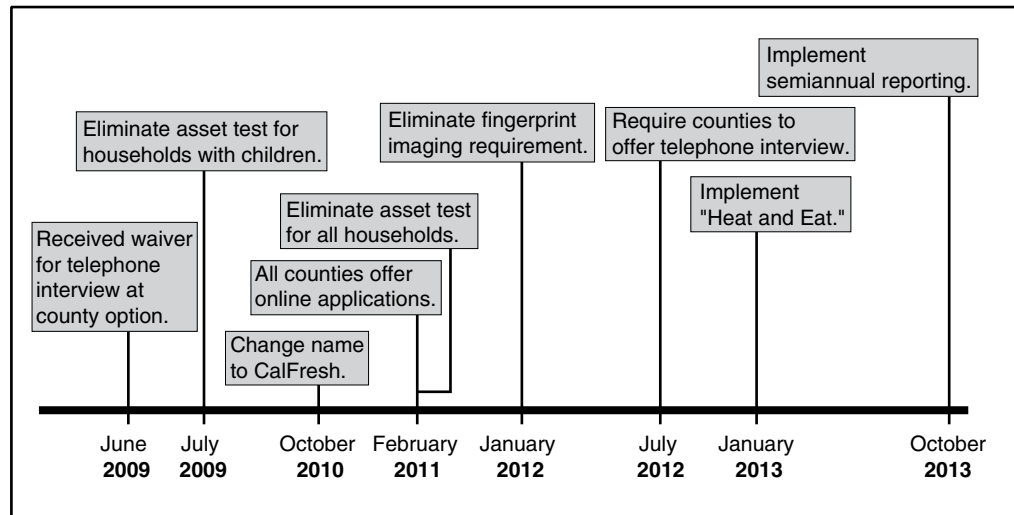 Implement
semiannual reporting.
Eliminate asset test for
households with children.
Eliminate fingerprint
imaging requirement.
Require counties to
offer telephone interview.
Eliminate asset test
for all households.
Implement
"Heat and Eat."
Received waiver
for telephone
interview at
county option.
All counties offer
online applications.
Change name
to CalFresh.
June
2009
July
2009
October
2010
February
2011
January
2012
July
2012
January
2013
October
2013